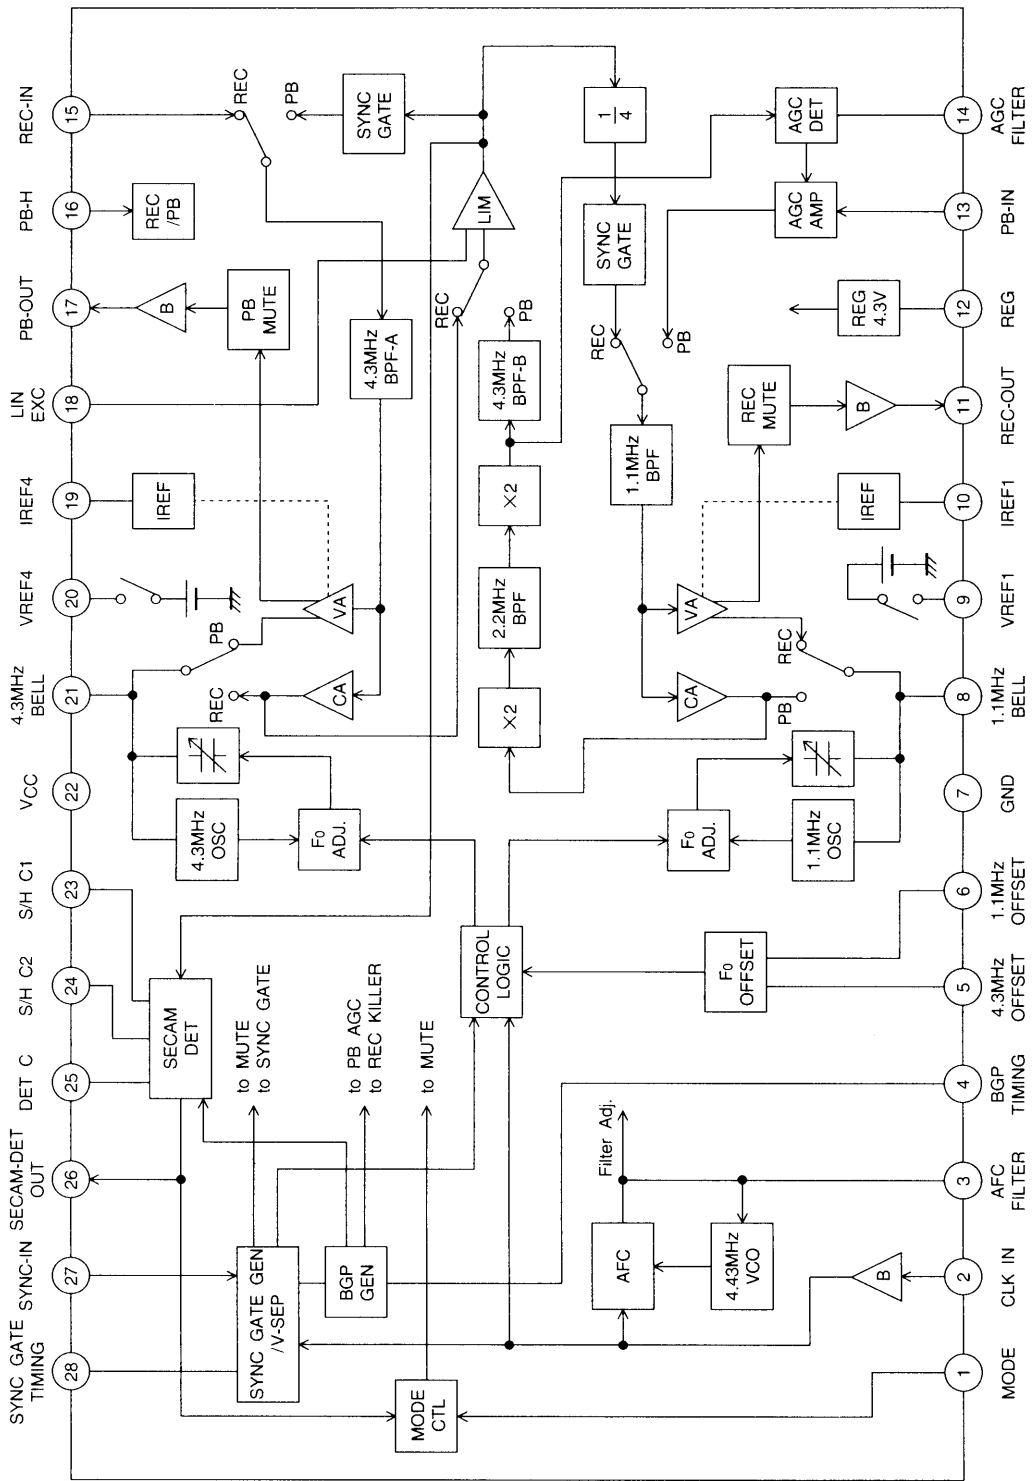 SYNC GATE
TIMING
28
SYNC-IN
27
SECAM-DET
OUT
26
DET C
25
S/H C2
24
S/H C1
23
VCC
22
4.3MHz
BELL
21
VREF4
20
IREF4
19
LIN
EXC
18
PB-OUT
17
PB-H
16
REC-IN
15
SYNC GATE GEN
/V-SEP
BGP
GEN
MODE
CTL
SECAM
DET
to MUTE
to SYNC GATE
to PB AGC
to REC KILLER
to MUTE
4.3MHz
OSC
F0
ADJ.
REC
PB
CA
VA
IREF
4.3MHz
BPF-A
PB
MUTE
B
REC
/PB
REC
PB
SYNC
GATE
LIM
REC
PB
4.3MHz
BPF-B
X2
2.2MHz
BPF
X2
CONTROL
LOGIC
1
4
SYNC
GATE
REC
PB
1.1MHz
BPF
AGC
DET
AGC
AMP
REG
4.3V
REC
MUTE
B
IREF
VA
CA
REC
PB
F0
ADJ.
1.1MHz
OSC
F0
OFFSET
Filter Adj.
AFC
4.43MHz
VCO
B
1
MODE
2
CLK IN
3
AFC
FILTER
4
BGP
TIMING
5
4.3MHz
OFFSET
6
1.1MHz
OFFSET
7
GND
8
1.1MHz
BELL
9
VREF1
10
IREF1
11
REC-OUT
12
REG
13
PB-IN
14
AGC
FILTER